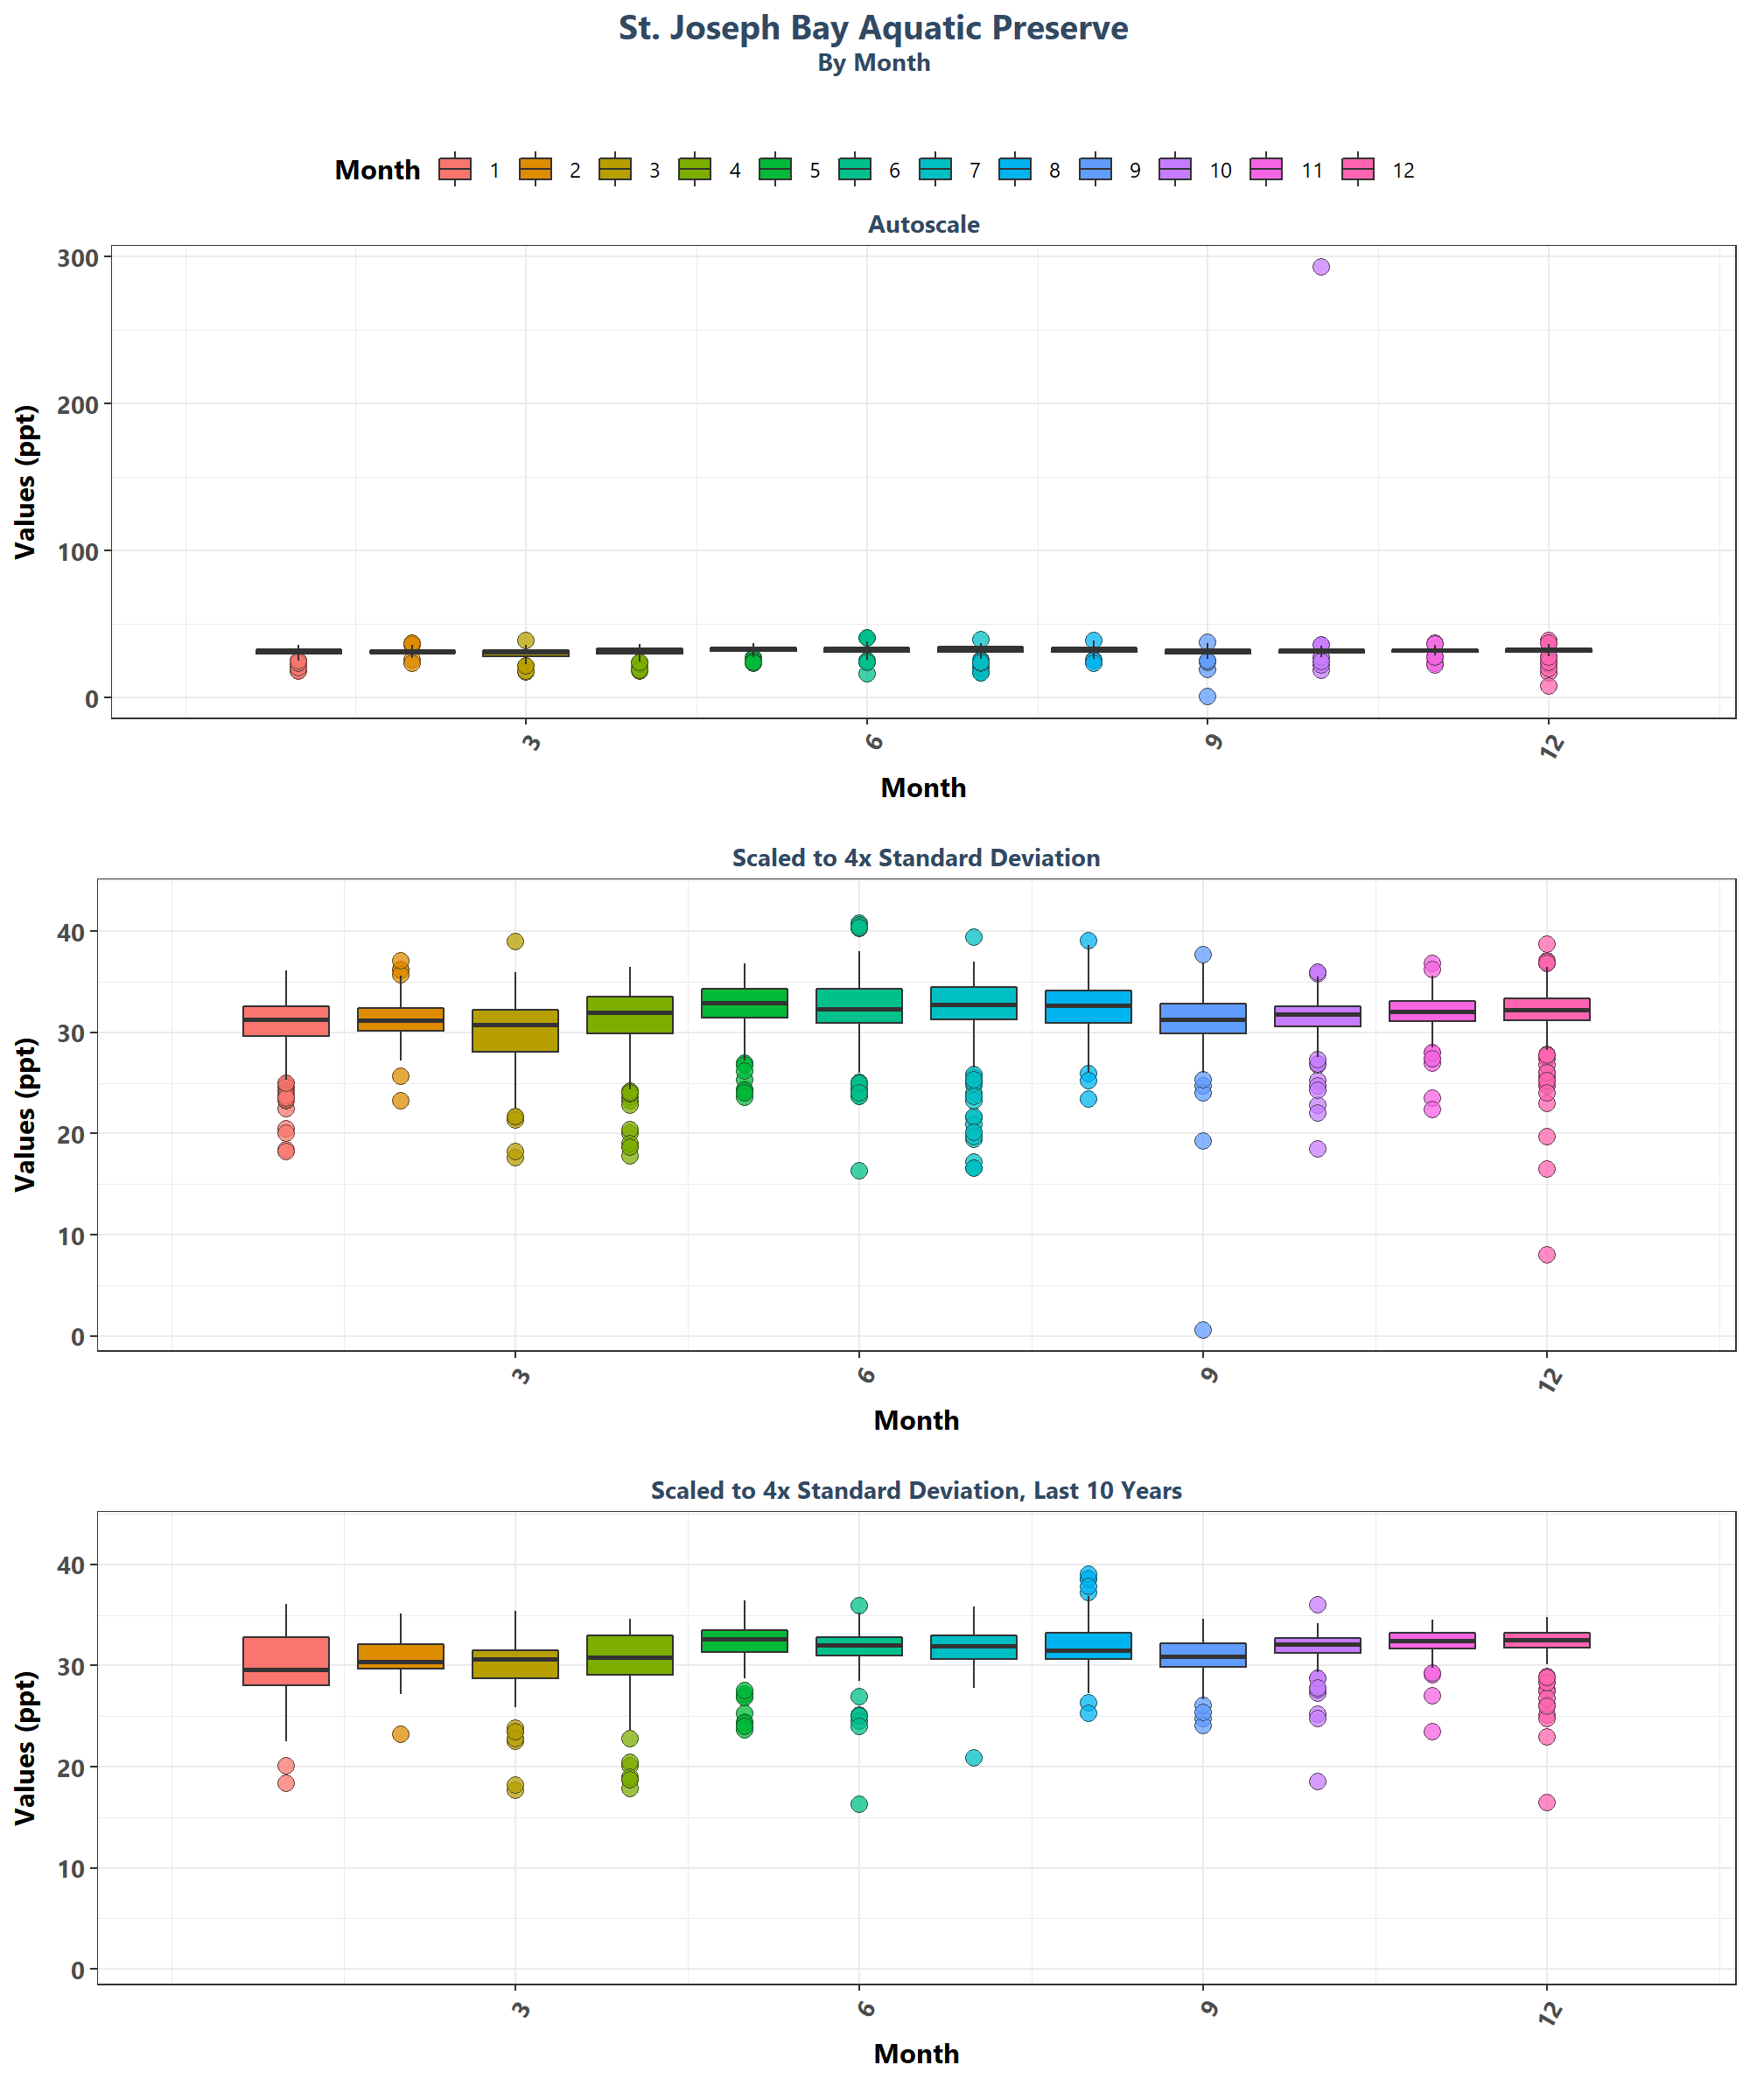 St. Joseph Bay Aquatic Preserve
By Month
Month 1 2 3 4 5 6 7 8 9 10 11 12
Autoscale
Values (ppt)
300
200
100
0
3 6 9 12
Month
Scaled to 4x Standard Deviation
Values (ppt)
40
30
20
10
0
3 6 9 12
Month
Scaled to 4x Standard Deviation, Last 10 Years
Values (ppt)
40
30
20
10
0
3 6 9 12
Month